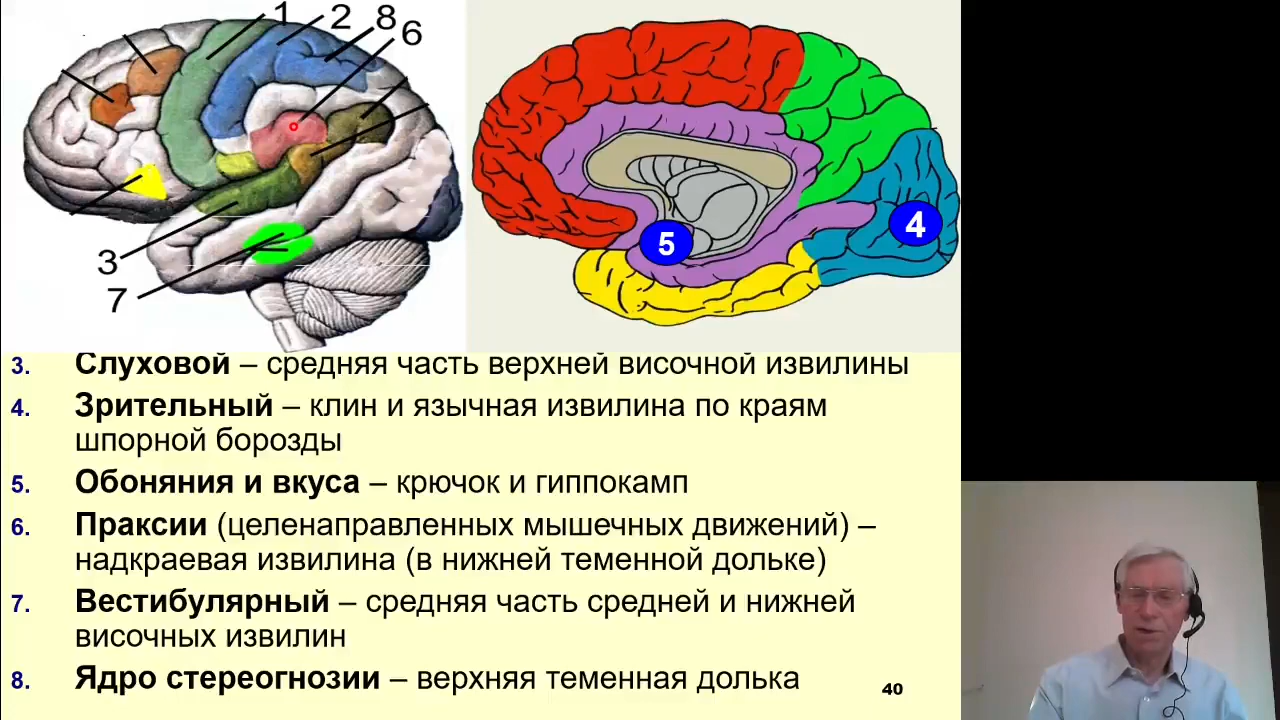 1
2
8
6
3
7
5
4
3. Слуховой – средняя часть верхней височной извилины
4. Зрительный – клин и язычная извилина по краям
шпорной борозды
5. Обоняния и вкуса – крючок и гиппокамп
6. Праксии (целенаправленных мышечных движений) –
надкраевая извилина (в нижней теменной дольке)
7. Вестибулярный – средняя часть средней и нижней
височных извилин
8. Ядро стереогнозии – верхняя теменная долька
40